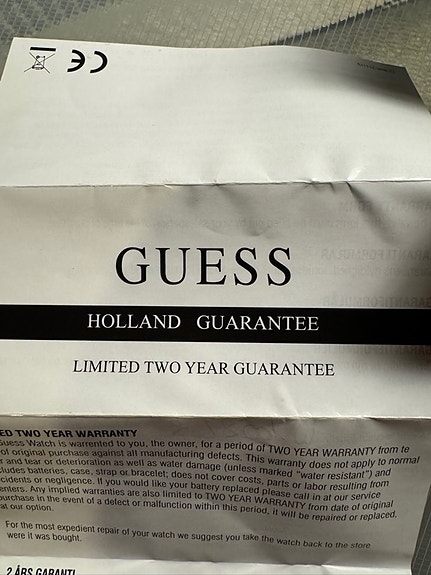 CE
GUESS
HOLLAND GUARANTEE
LIMITED TWO YEAR GUARANTEE
ED TWO YEAR WARRANTY
Guess Watch is warrented to you, the owner, for a period of TWO YEAR WARRANTY from te
of original purchase against all manufacturing defects. This warranty does not apply to normal
r and tear or deterioration as well as water damage (unless marked "water resistant") and
cludes batteries, case, strap or bracelet; does not cover costs, parts or labor resulting from
ccidents or negligence. If you would like your battery replaced please call in at our service
enters. Any implied warranties are also limited to TWO YEAR WARRANTY from date of original
purchase in the event of a defect or malfunction within this period, it will be repaired or replaced,
at our option.
For the most expedient repair of your watch we suggest you take the watch back to the store
were it was bought.
2 ÅRS GARANTI